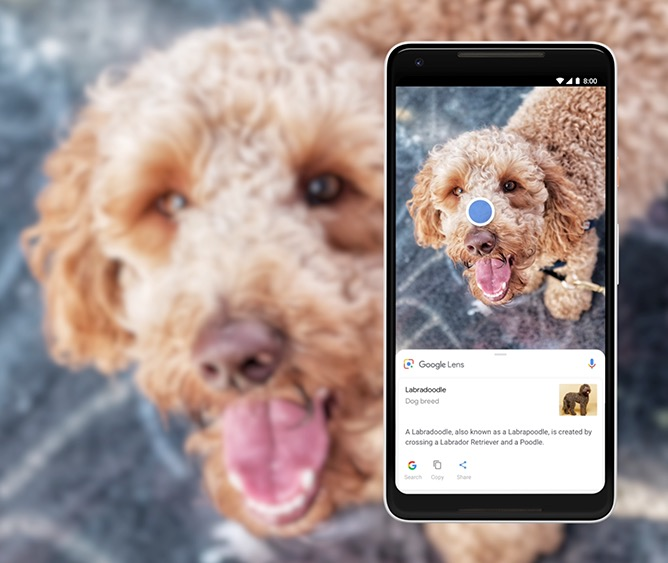 8:00
Google Lens
Labradoodle
Dog breed
A Labradoodle, also known as a Labrapoodle, is created by
crossing a Labrador Retriever and a Poodle.
Search Copy Share